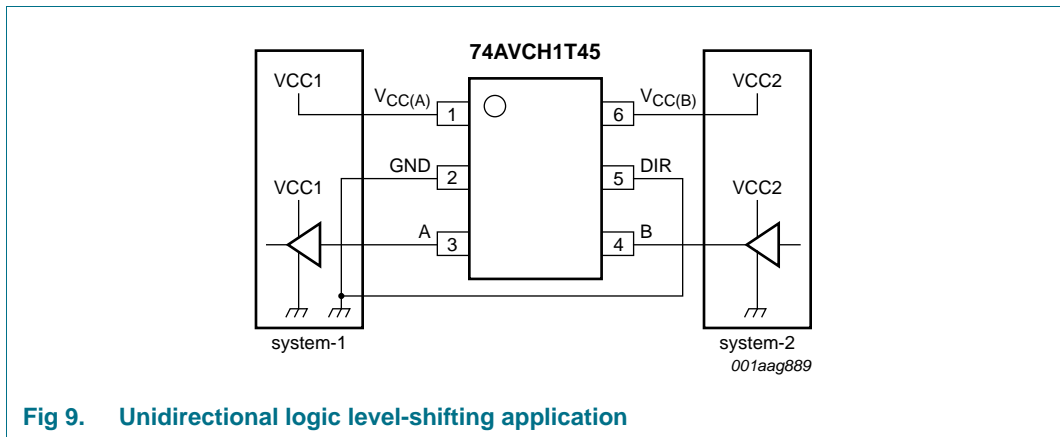 74AVCH1T45
VCC1
VCC(A)
1
6
VCC(B)
VCC2
GND
2
5
DIR
VCC1
VCC2
A
3
4
B
system-1
system-2
001aag889
Fig 9. Unidirectional logic level-shifting application